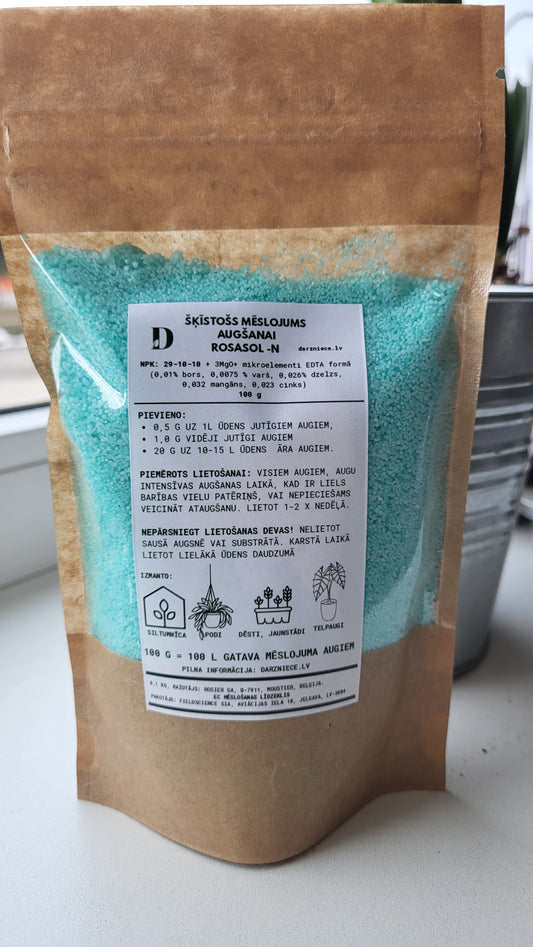 D
ŠĶĪSTOŠS MĒSLOJUMS
AUGŠANAI
ROSASOL -N
darzniece.lv
NPK: 29-10-10 + 3MgO+ mikroelementi EDTA formā
(0,01% bors, 0,0075 % varš, 0,026% dzelzs,
0,032 mangāns, 0,023 cinks)
100 g
PIEVIENO:
• 0,5 G UZ 1L ŪDENS JUTĪGIEM AUGIEM,
• 1,0 G VIDĒJI JUTĪGI AUGIEM
• 20 G UZ 10-15 L ŪDENS ĀRA AUGIEM.
PIEMĒROTS LIETOŠANAI: VISIEM AUGIEM, AUGU
INTENSĪVAS AUGŠANAS LAIKĀ, KAD IR LIELS
BARĪBAS VIELU PATĒRIŅŠ, VAI NEPIECIEŠAMS
VEICINĀT ATAUGŠANU. LIETOT 1-2 X NEDĒĻĀ.
NEPĀRSNIEGT LIETOŠANAS DEVAS! NELIETOT
SAUSĀ AUGSNĒ VAI SUBSTRĀTĀ. KARSTĀ LAIKĀ
LIETOT LIELĀKĀ ŪDENS DAUDZUMĀ
IZMANTO:
SILTUMNĪCA PODI DĒSTI, JAUNSTĀDI TELPAUGI
100 G = 100 L GATAVA MĒSLOJUMA AUGIEM
PILNA INFORMĀCIJA: DARZNIECE.LV
0,1 KG, RAŽOTĀJS: ROSIER SA, B-7911, MOUSTIER, BEĻĢIJA.
EC MĒSLOŠANAS LĪDZEKLIS
PAKOTĀJS: FIELDSCIENCE SIA, AVIĀCIJAS IELA 10, JELGAVA, LV-3004